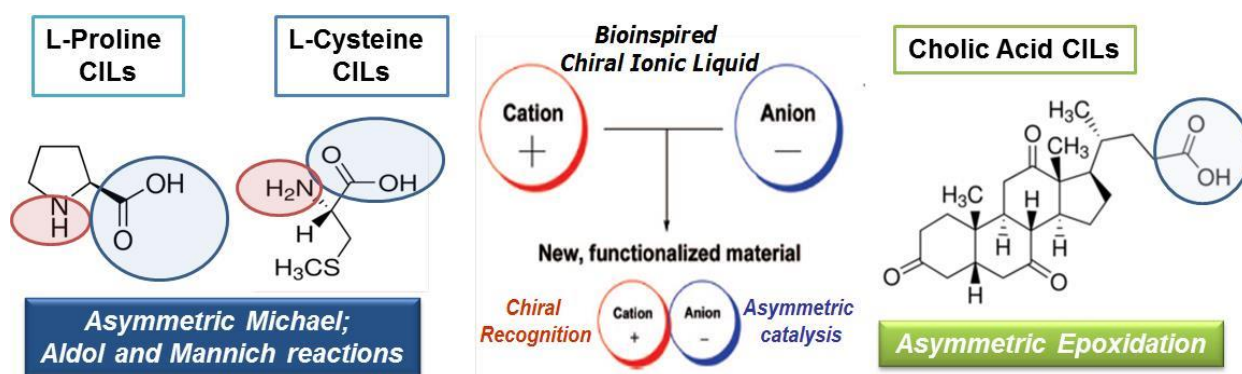 L-Proline
CILs
L-Cysteine
CILs
Bioinspired
Chiral Ionic Liquid
Cholic Acid CILs
Cation
+
Anion
−
N
H
OH
O
H2N
O
OH
H
H3CS
New, functionalized material
Chiral
Recognition
Cation
+
Anion
−
Asymmetric
catalysis
H3C
O
CH3
O
OH
H3C
H
H
H
O
H
O
Asymmetric Michael;
Aldol and Mannich reactions
Asymmetric Epoxidation